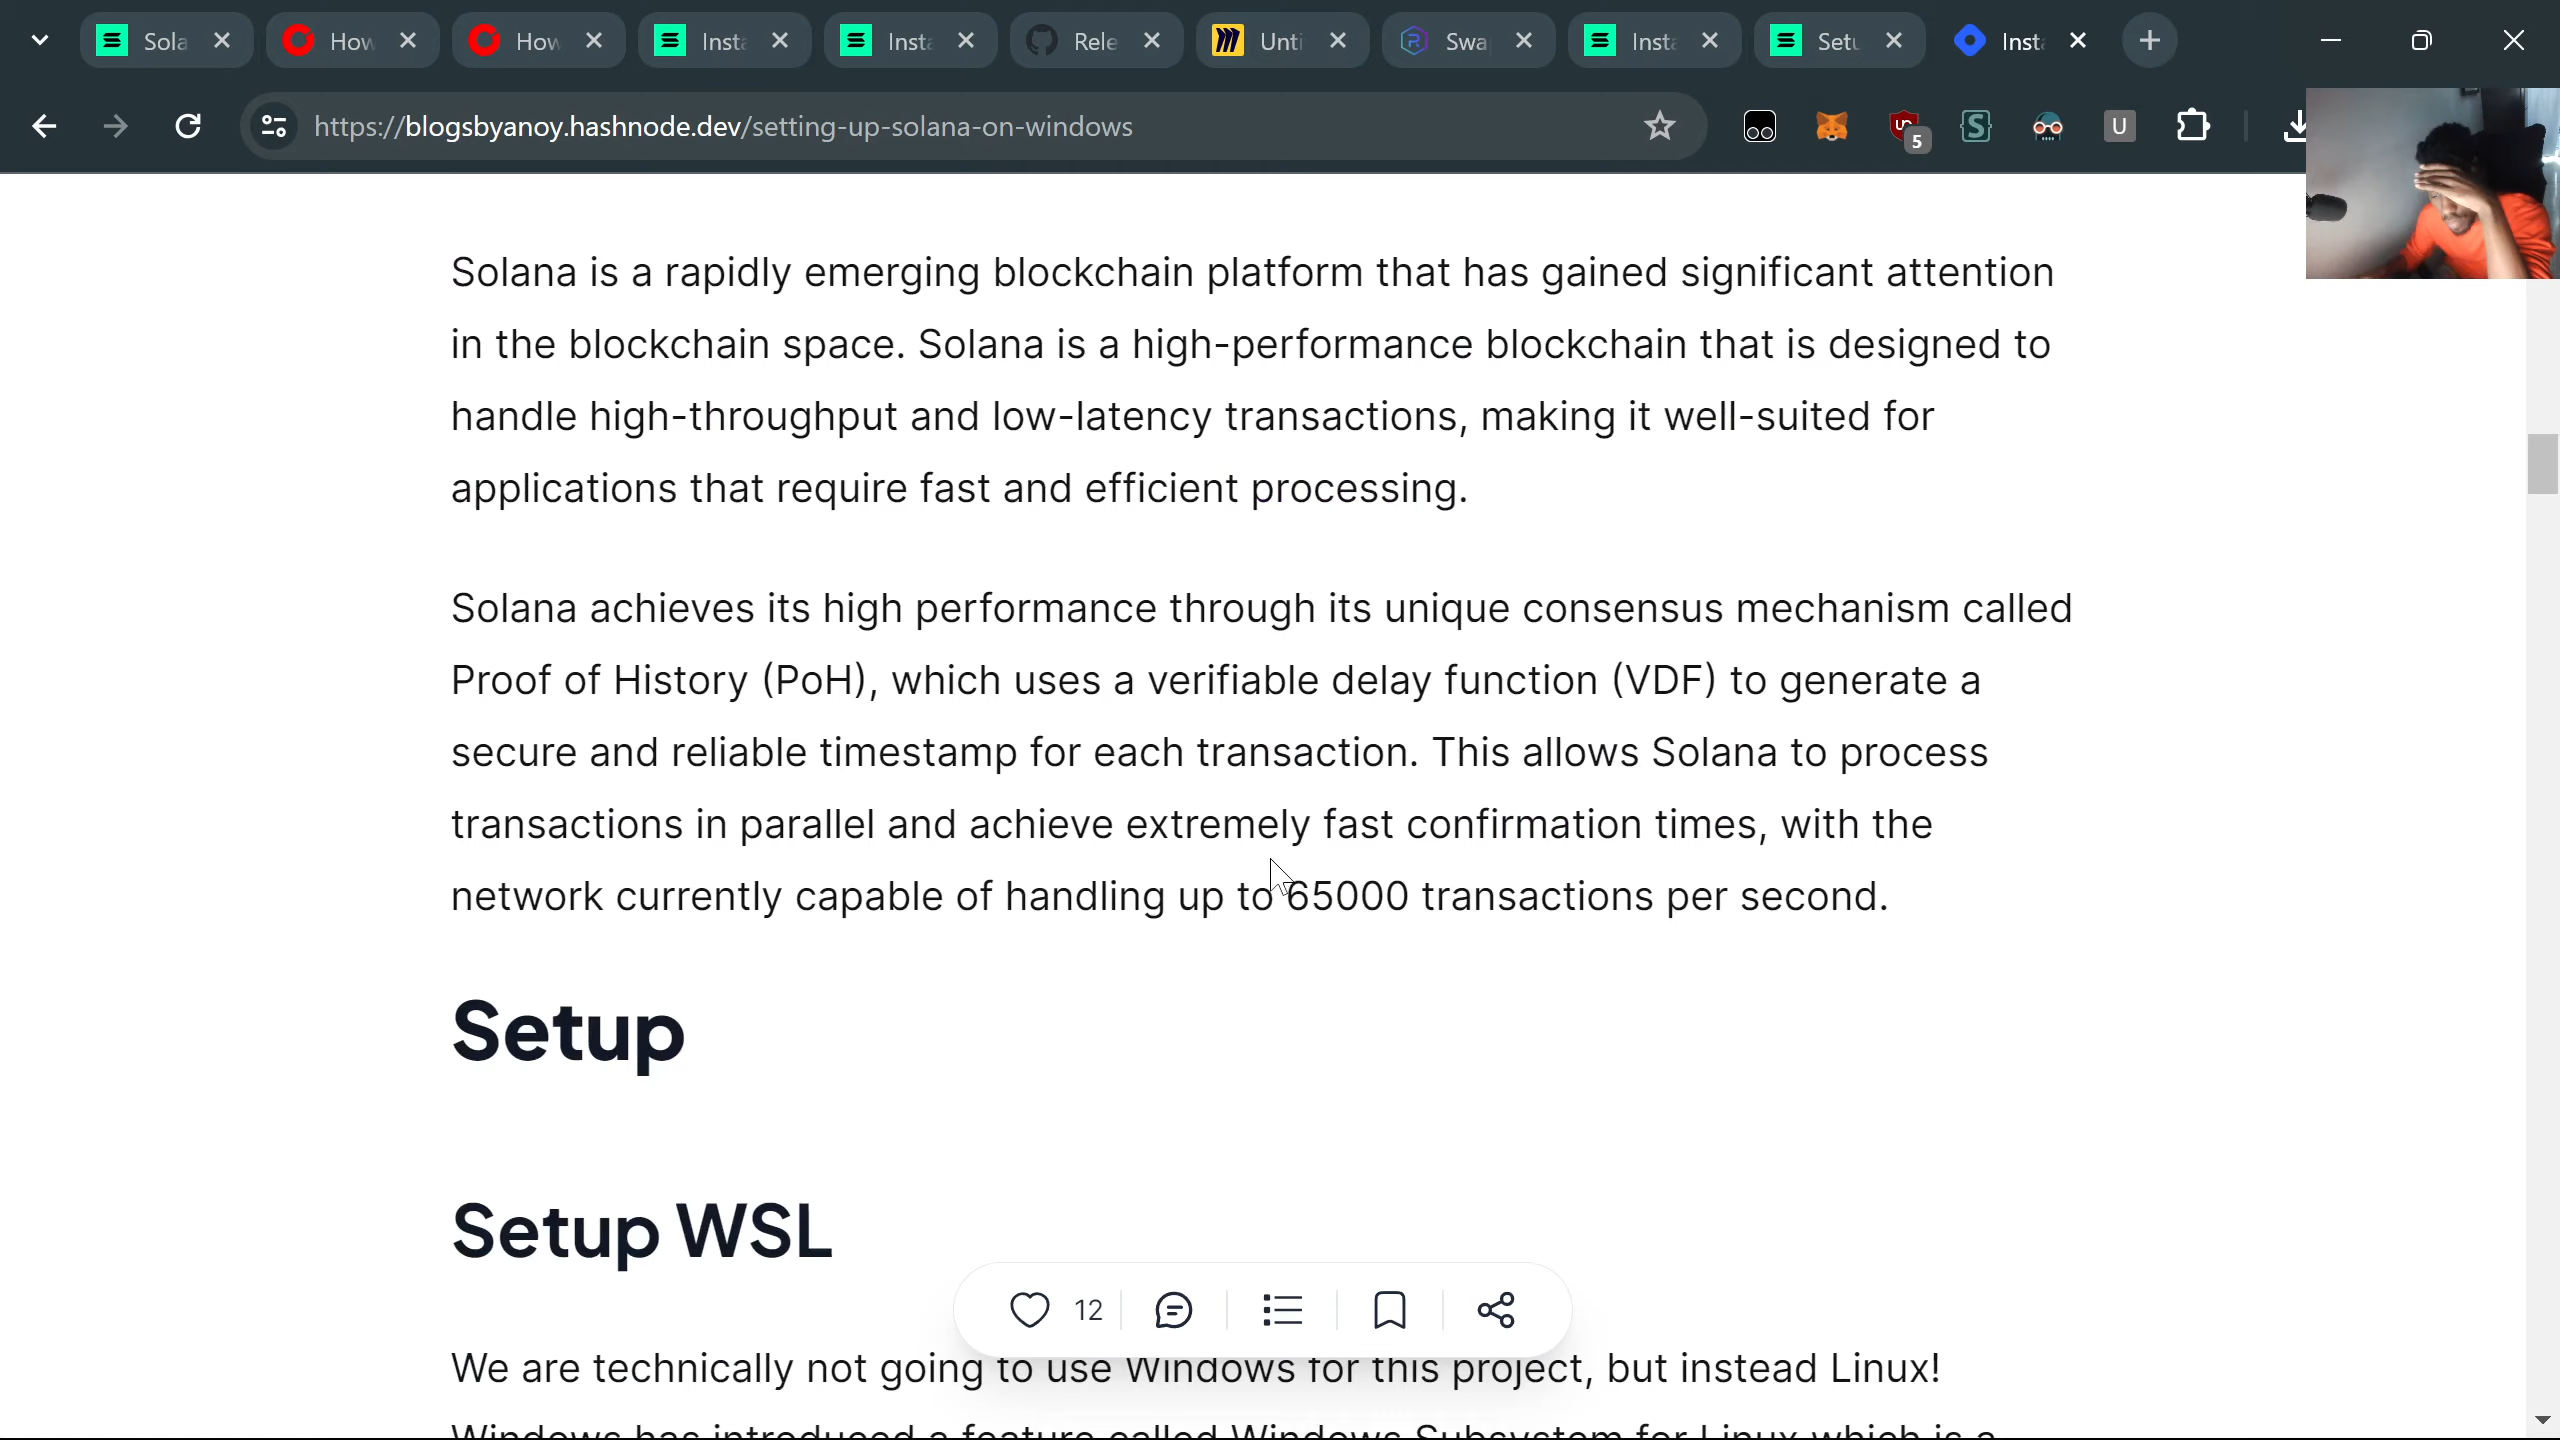 Sola
How
How
Insta
Insta
Rele
Unti
Swa
Insta
Setu
Insta
https://blogsbyanoy.hashnode.dev/setting-up-solana-on-windows
5
U
Solana is a rapidly emerging blockchain platform that has gained significant attention
in the blockchain space. Solana is a high-performance blockchain that is designed to
handle high-throughput and low-latency transactions, making it well-suited for
applications that require fast and efficient processing.
Solana achieves its high performance through its unique consensus mechanism called
Proof of History (PoH), which uses a verifiable delay function (VDF) to generate a
secure and reliable timestamp for each transaction. This allows Solana to process
transactions in parallel and achieve extremely fast confirmation times, with the
network currently capable of handling up to 65000 transactions per second.
Setup
Setup WSL
12
We are technically not going to use Windows for this project, but instead Linux!
Windows has introduced a feature called Windows Subsystem for Linux which is a